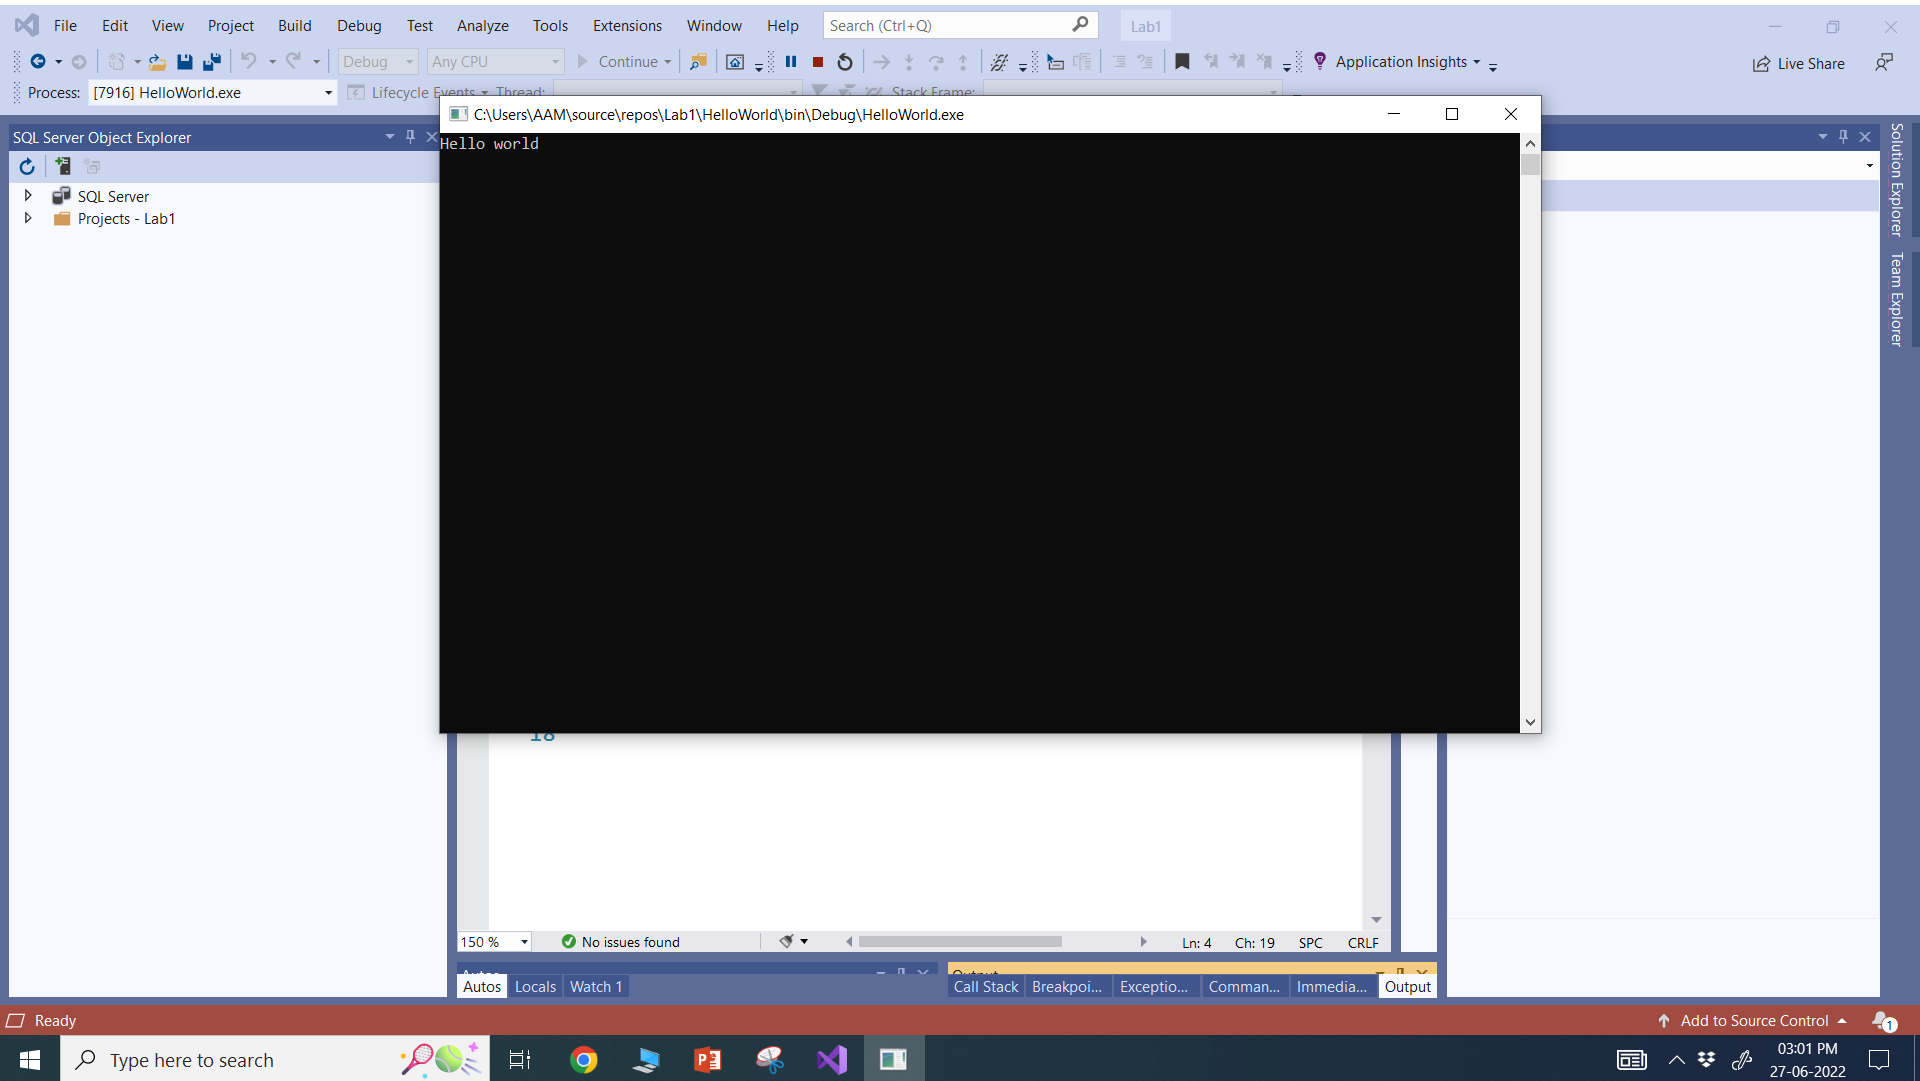 File Edit View Project Build Debug Test Analyze Tools Extensions Window Help Search (Ctrl+Q) Lab1
Debug Any CPU Continue Application Insights Live Share
Process: [7916] HelloWorld.exe Lifecycle Events Thread: Stack Frame:
C:\Users\AAM\source\repos\Lab1\HelloWorld\bin\Debug\HelloWorld.exe
Hello world
SQL Server Object Explorer
SQL Server
Projects - Lab1
Solution Explorer
Team Explorer
18
150 % No issues found Ln: 4 Ch: 19 SPC CRLF
Autos Output
Autos Locals Watch 1 Call Stack Breakpoi... Exceptio... Comman... Immedia... Output
Ready Add to Source Control 1
Type here to search
03:01 PM
27-06-2022